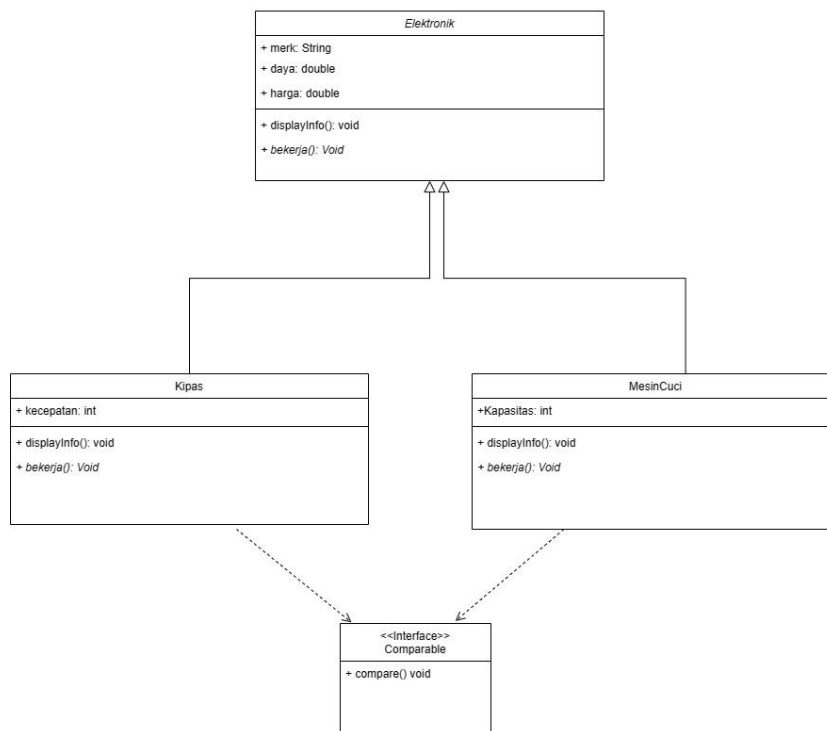 Elektronik
+ merk: String
+ daya: double
+ harga: double
+ displayInfo(): void
+ bekerja(): Void
Kipas
+ kecepatan: int
+ displayInfo(): void
+ bekerja(): Void
MesinCuci
+Kapasitas: int
+ displayInfo(): void
+ bekerja(): Void
<<Interface>>
Comparable
+ compare() void